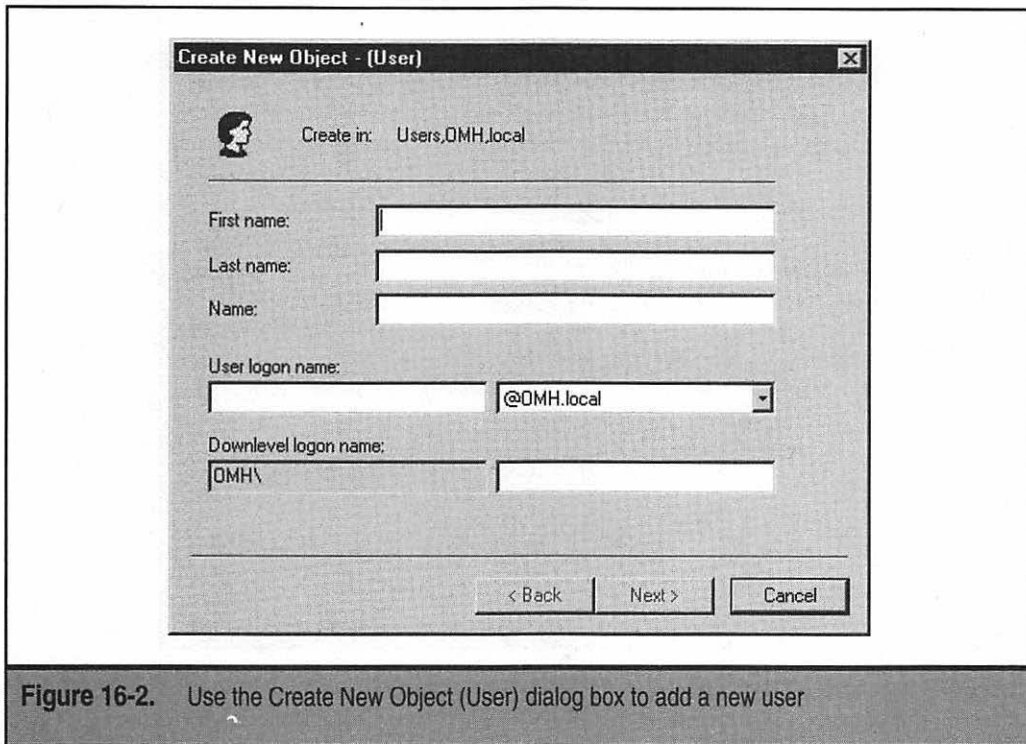 Create New Object - (User)
Create in: Users,OMH,local
First name:
Last name:
Name:
User logon name:
@OMH.local
Downlevel logon name:
OMH\
< Back Next > Cancel
Figure 16-2. Use the Create New Object (User) dialog box to add a new user